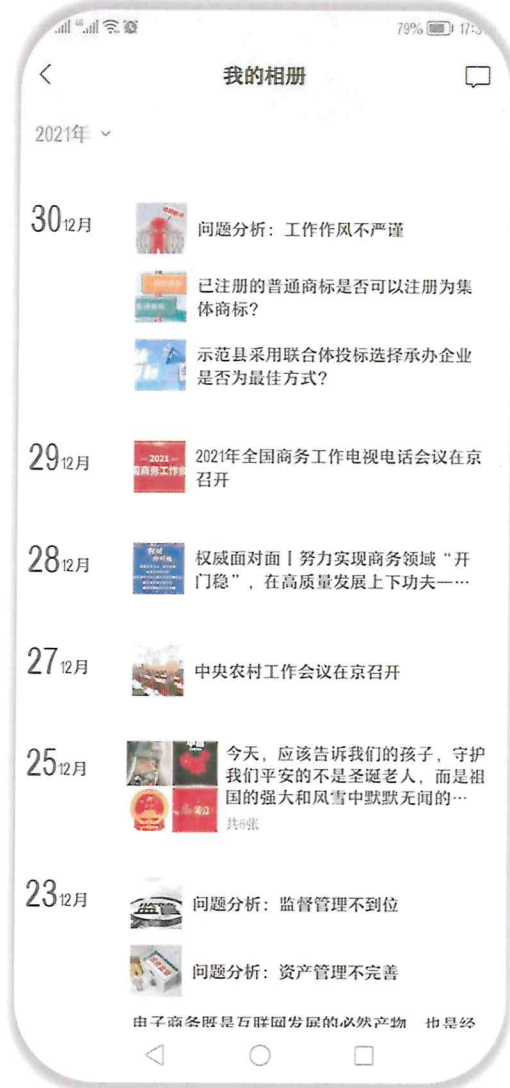 79%
我的相册
2021年
30 12月
问题分析：工作作风不严谨
已注册的普通商标是否可以注册为集
体商标？
示范县采用联合体投标选择承办企业
是否为最佳方式？
29 12月
2021
国商务工作会
2021年全国商务工作电视电话会议在京
召开
28 12月
权威面对面丨努力实现商务领域“开
门稳”，在高质量发展上下功夫一…
27 12月
中央农村工作会议在京召开
25 12月
今天，应该告诉我们的孩子，守护
我们平安的不是圣诞老人，而是祖
国的强大和风雪中默默无闻的…
共6张
23 12月
监管
问题分析：监督管理不到位
问题分析：资产管理不完善
电子商务既是互联网发展的必然产物，也是经